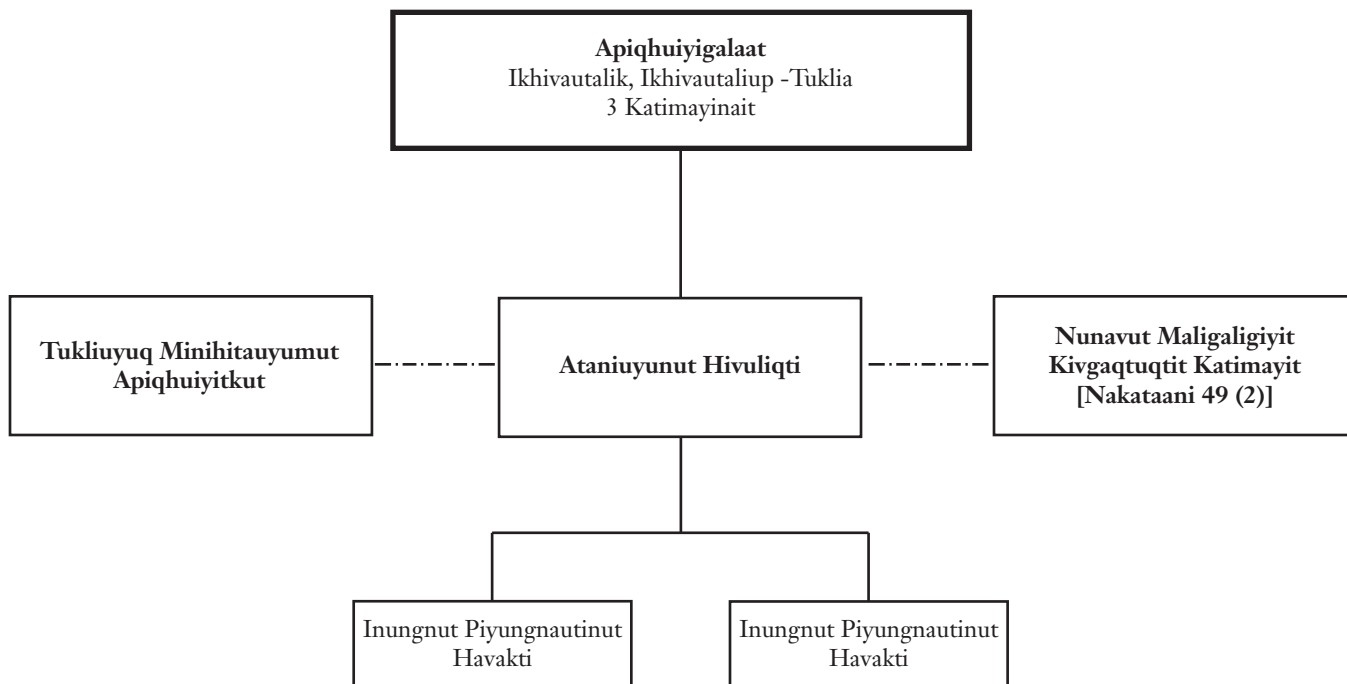 Apiqhuiyigalaat
Ikhivautalik, Ikhivautaliup -Tuklia
3 Katimayinait
Tukliuyuq Minihitauyumut
Apiqhuiyitkut
Ataniuyunut Hivuliqti
Nunavut Maligaligiyit
Kivgaqtuqtit Katimayit
[Nakataani 49 (2)]
Inungnut Piyungnautinut
Havakti
Inungnut Piyungnautinut
Havakti